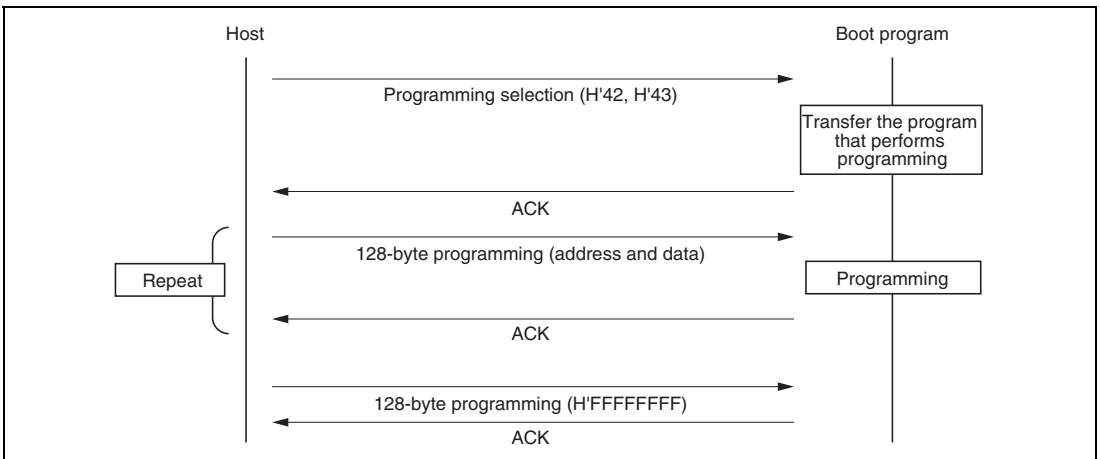 Host
Boot program
Programming selection (H'42, H'43)
Transfer the program
that performs
programming
ACK
128-byte programming (address and data)
Repeat
Programming
ACK
128-byte programming (H'FFFFFFFF)
ACK